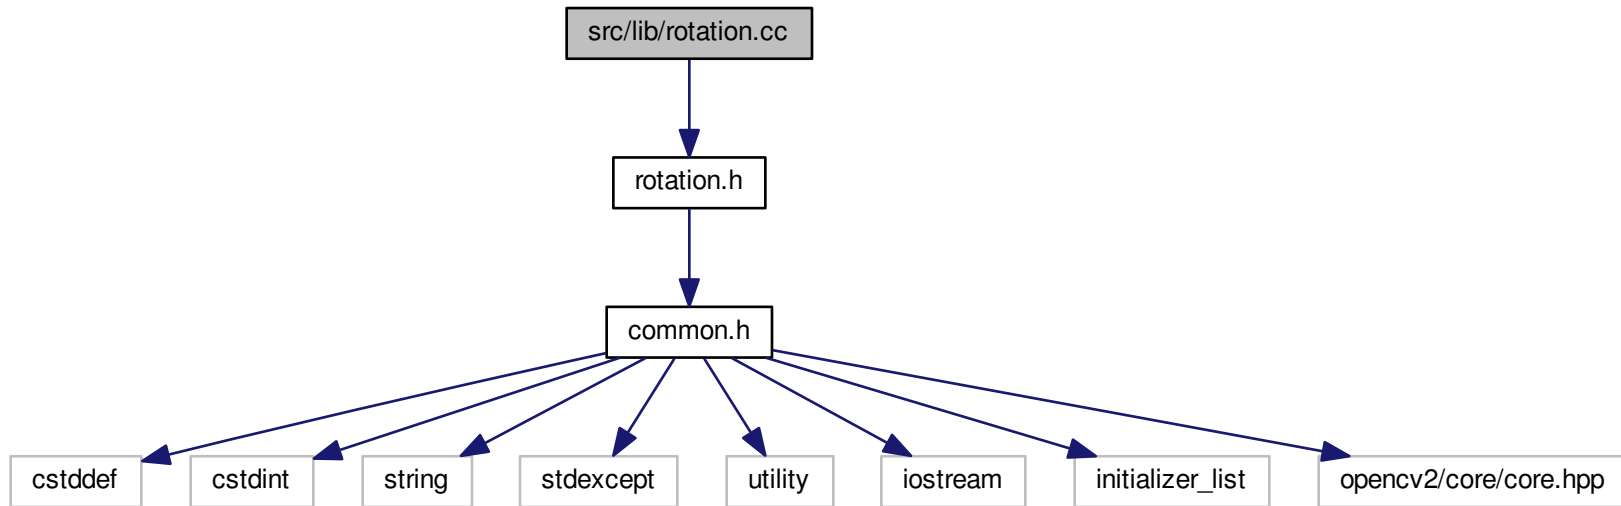 src/lib/rotation.cc
rotation.h
common.h
cstddef
cstdint
string
stdexcept
utility
iostream
initializer_list
opencv2/core/core.hpp